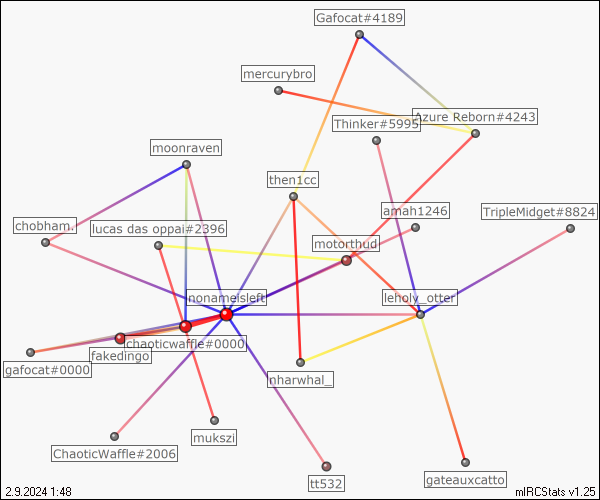 Gafocat#4189
mercurybro
Azure Reborn#4243
Thinker#5995
moonraven
then1cc
amah1246
TripleMidget#8824
chobham.
lucas das oppai#2396
motorthud
nonameisleft
leholy_otter
chaoticwaffle#0000
fakedingo
gafocat#0000
nharwhal_
mukszi
ChaoticWaffle#2006
tt532
gateauxcatto
2.9.2024 1:48
mIRCStats v1.25